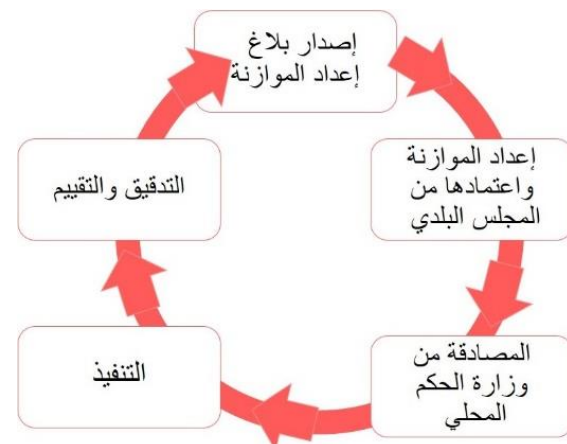 إصدار بلاغ
إعداد الموازنة
إعداد الموازنة
واعتمادها من
المجلس البلدي
المصادقة من
وزارة الحكم
المحلي
التنفيذ
التدقيق والتقييم